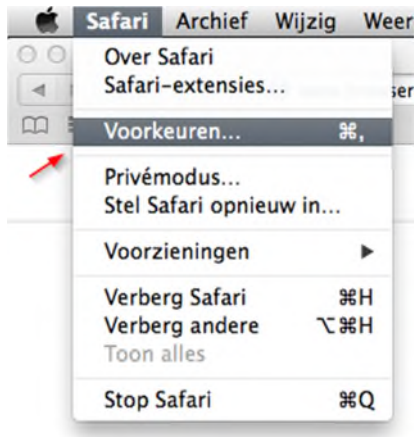 Safari Archief Wijzig Weer
Over Safari
Safari-extensies...
ser
Voorkeuren... ⌘,
Privémodus...
Stel Safari opnieuw in...
Voorzieningen ▶
Verberg Safari ⌘H
Verberg andere ⌥⌘H
Toon alles
Stop Safari ⌘Q